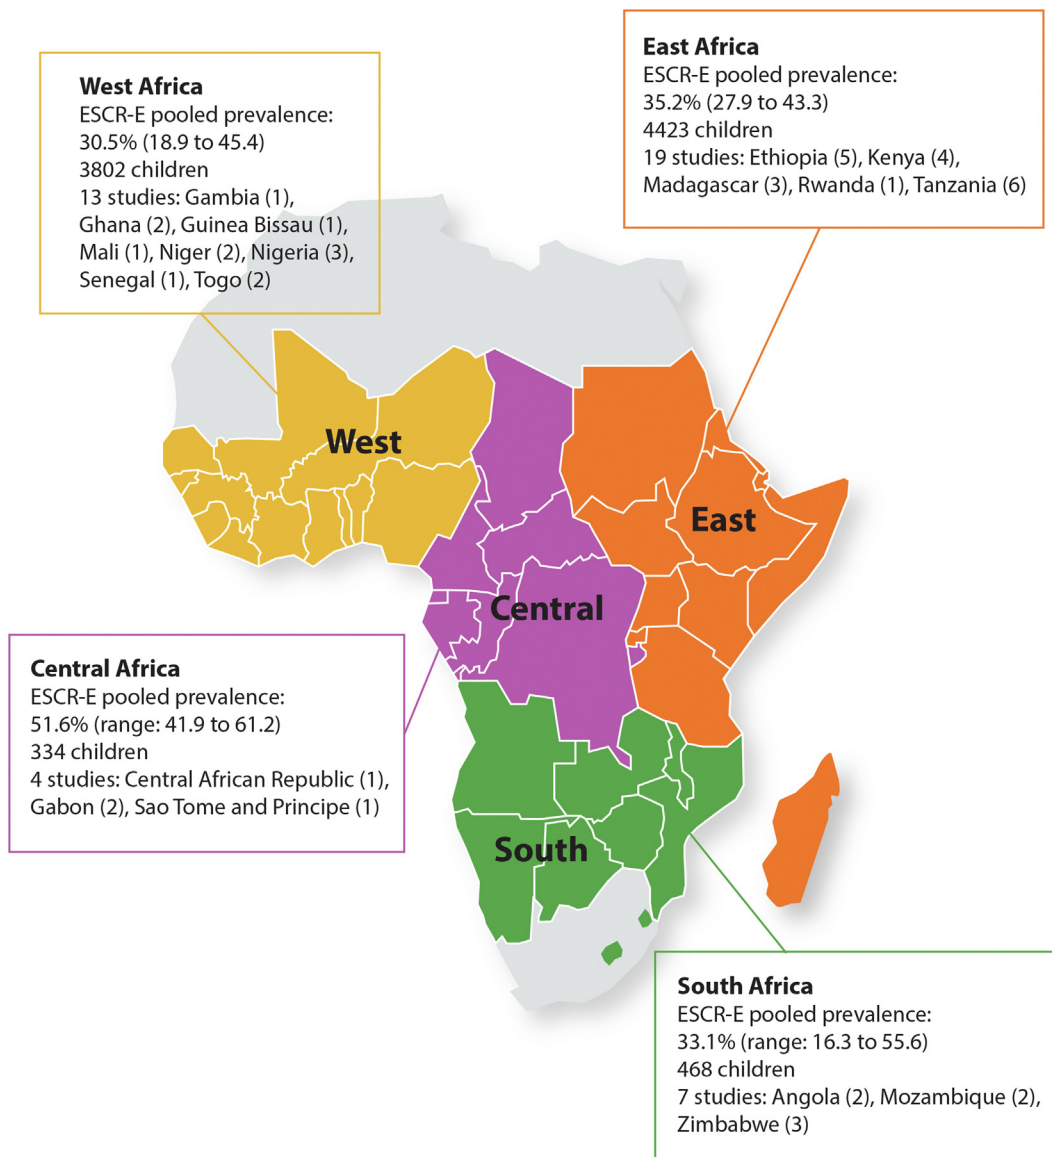 West Africa
ESCR-E pooled prevalence:
30.5% (18.9 to 45.4)
3802 children
13 studies: Gambia (1),
Ghana (2), Guinea Bissau (1),
Mali (1), Niger (2), Nigeria (3),
Senegal (1), Togo (2)
East Africa
ESCR-E pooled prevalence:
35.2% (27.9 to 43.3)
4423 children
19 studies: Ethiopia (5), Kenya (4),
Madagascar (3), Rwanda (1), Tanzania (6)
West
East
Central
South
Central Africa
ESCR-E pooled prevalence:
51.6% (range: 41.9 to 61.2)
334 children
4 studies: Central African Republic (1),
Gabon (2), Sao Tome and Principe (1)
South Africa
ESCR-E pooled prevalence:
33.1% (range: 16.3 to 55.6)
468 children
7 studies: Angola (2), Mozambique (2),
Zimbabwe (3)